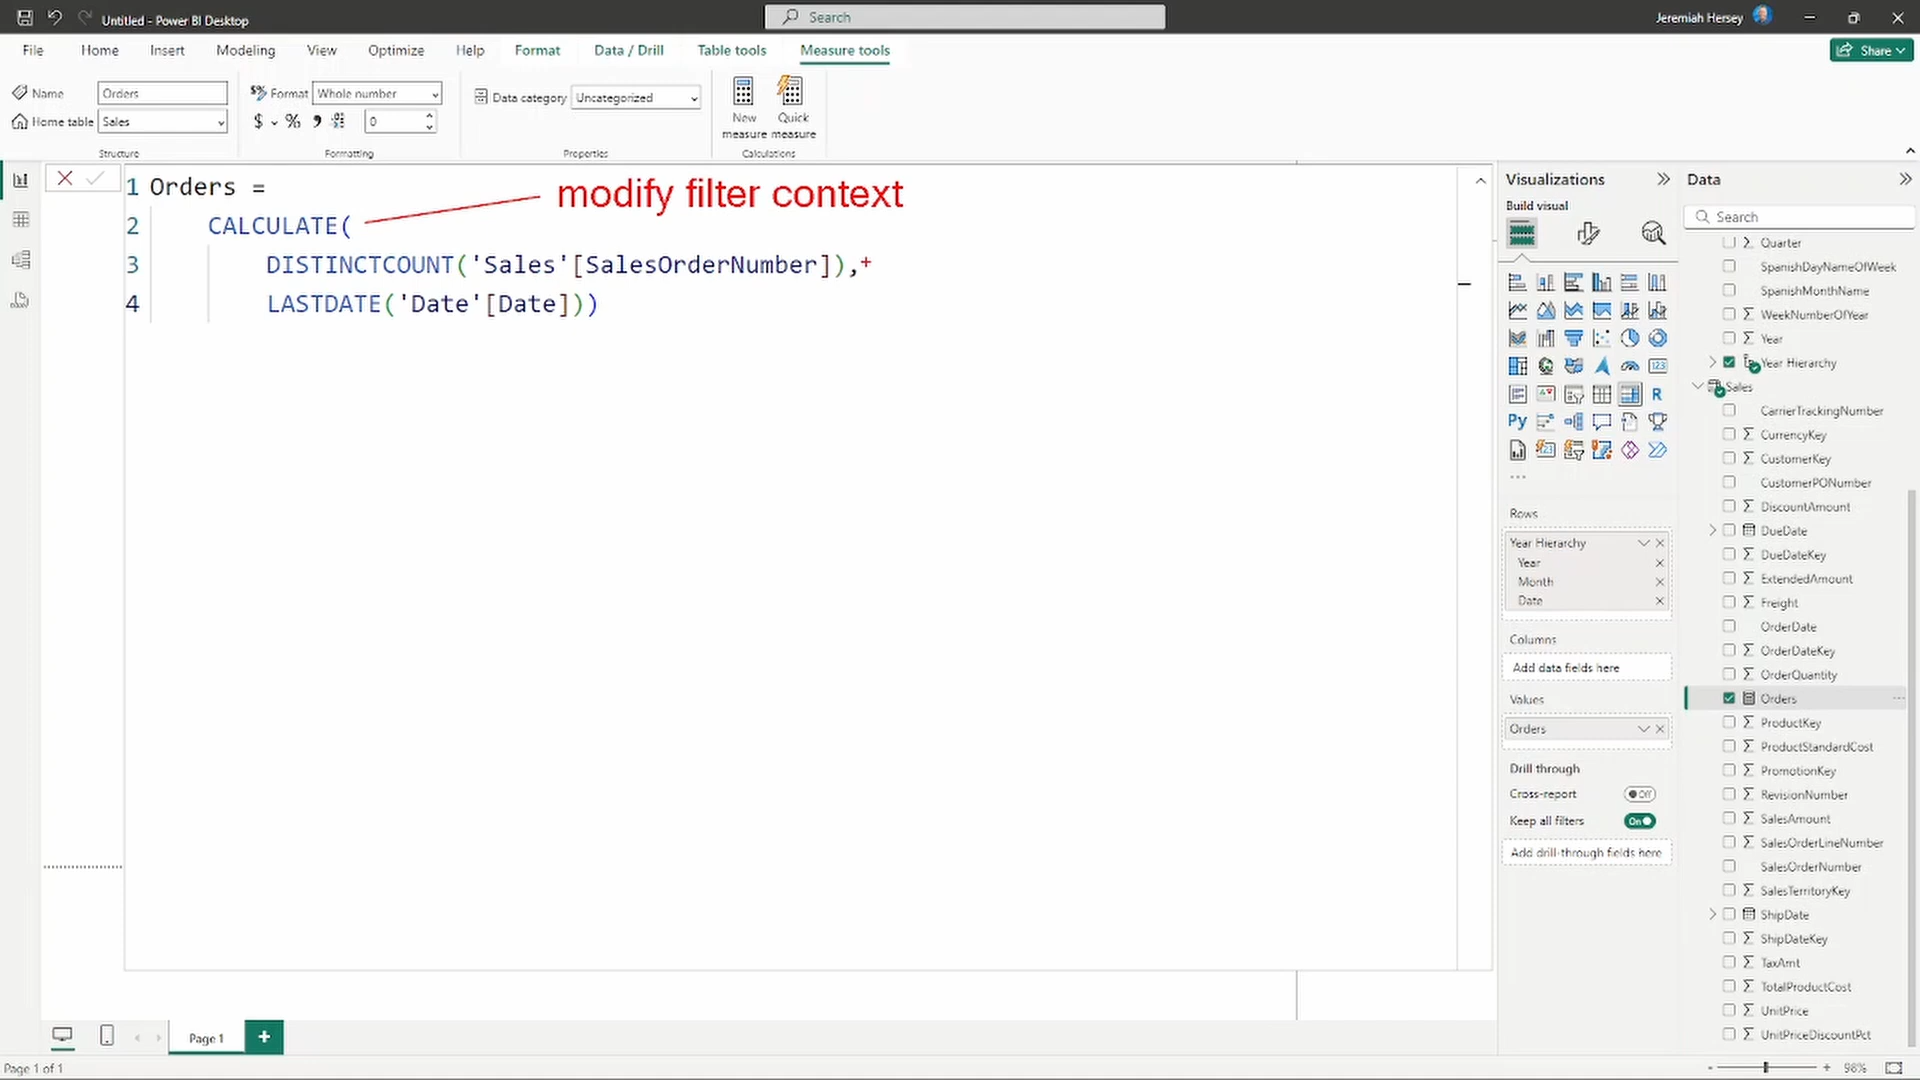 Untitled - Power BI Desktop
Search
Jeremiah Hersey
File Home Insert Modeling View Optimize Help Format Data / Drill Table tools Measure tools
Share
Name Orders
Home table Sales
Structure
Format Whole number
$ % 0
Formatting
Data category Uncategorized
Properties
New measure
Quick measure
Calculations
1 Orders =
2 CALCULATE(
3 DISTINCTCOUNT('Sales'[SalesOrderNumber]),
4 LASTDATE('Date'[Date]))
modify filter context
Visualizations
Build visual
123
R
Py
...
Rows
Year Hierarchy
Year
Month
Date
Columns
Add data fields here
Values
Orders
Drill through
Cross-report Off
Keep all filters On
Add drill-through fields here
Data
Search
Quarter
SpanishDayNameOfWeek
SpanishMonthName
WeekNumberOfYear
Year
Year Hierarchy
Sales
CarrierTrackingNumber
CurrencyKey
CustomerKey
CustomerPONumber
DiscountAmount
DueDate
DueDateKey
ExtendedAmount
Freight
OrderDate
OrderDateKey
OrderQuantity
Orders
ProductKey
ProductStandardCost
PromotionKey
RevisionNumber
SalesAmount
SalesOrderLineNumber
SalesOrderNumber
SalesTerritoryKey
ShipDate
ShipDateKey
TaxAmt
TotalProductCost
UnitPrice
UnitPriceDiscountPct
Page 1
+
Page 1 of 1
- + 98%